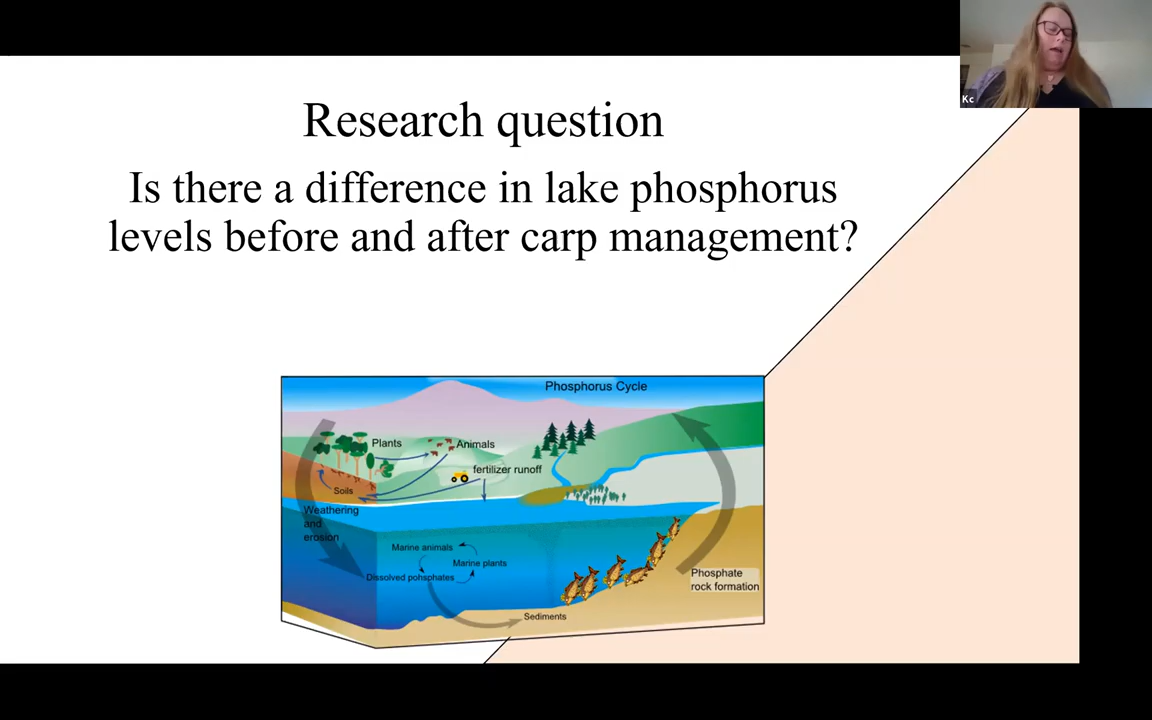 Kc
Research question
Is there a difference in lake phosphorus
levels before and after carp management?
Phosphorus Cycle
Plants
Animals
fertilizer runoff
Soils
Weathering
and
erosion
Marine animals
Marine plants
Dissolved pohsphates
Phosphate
rock formation
Sediments